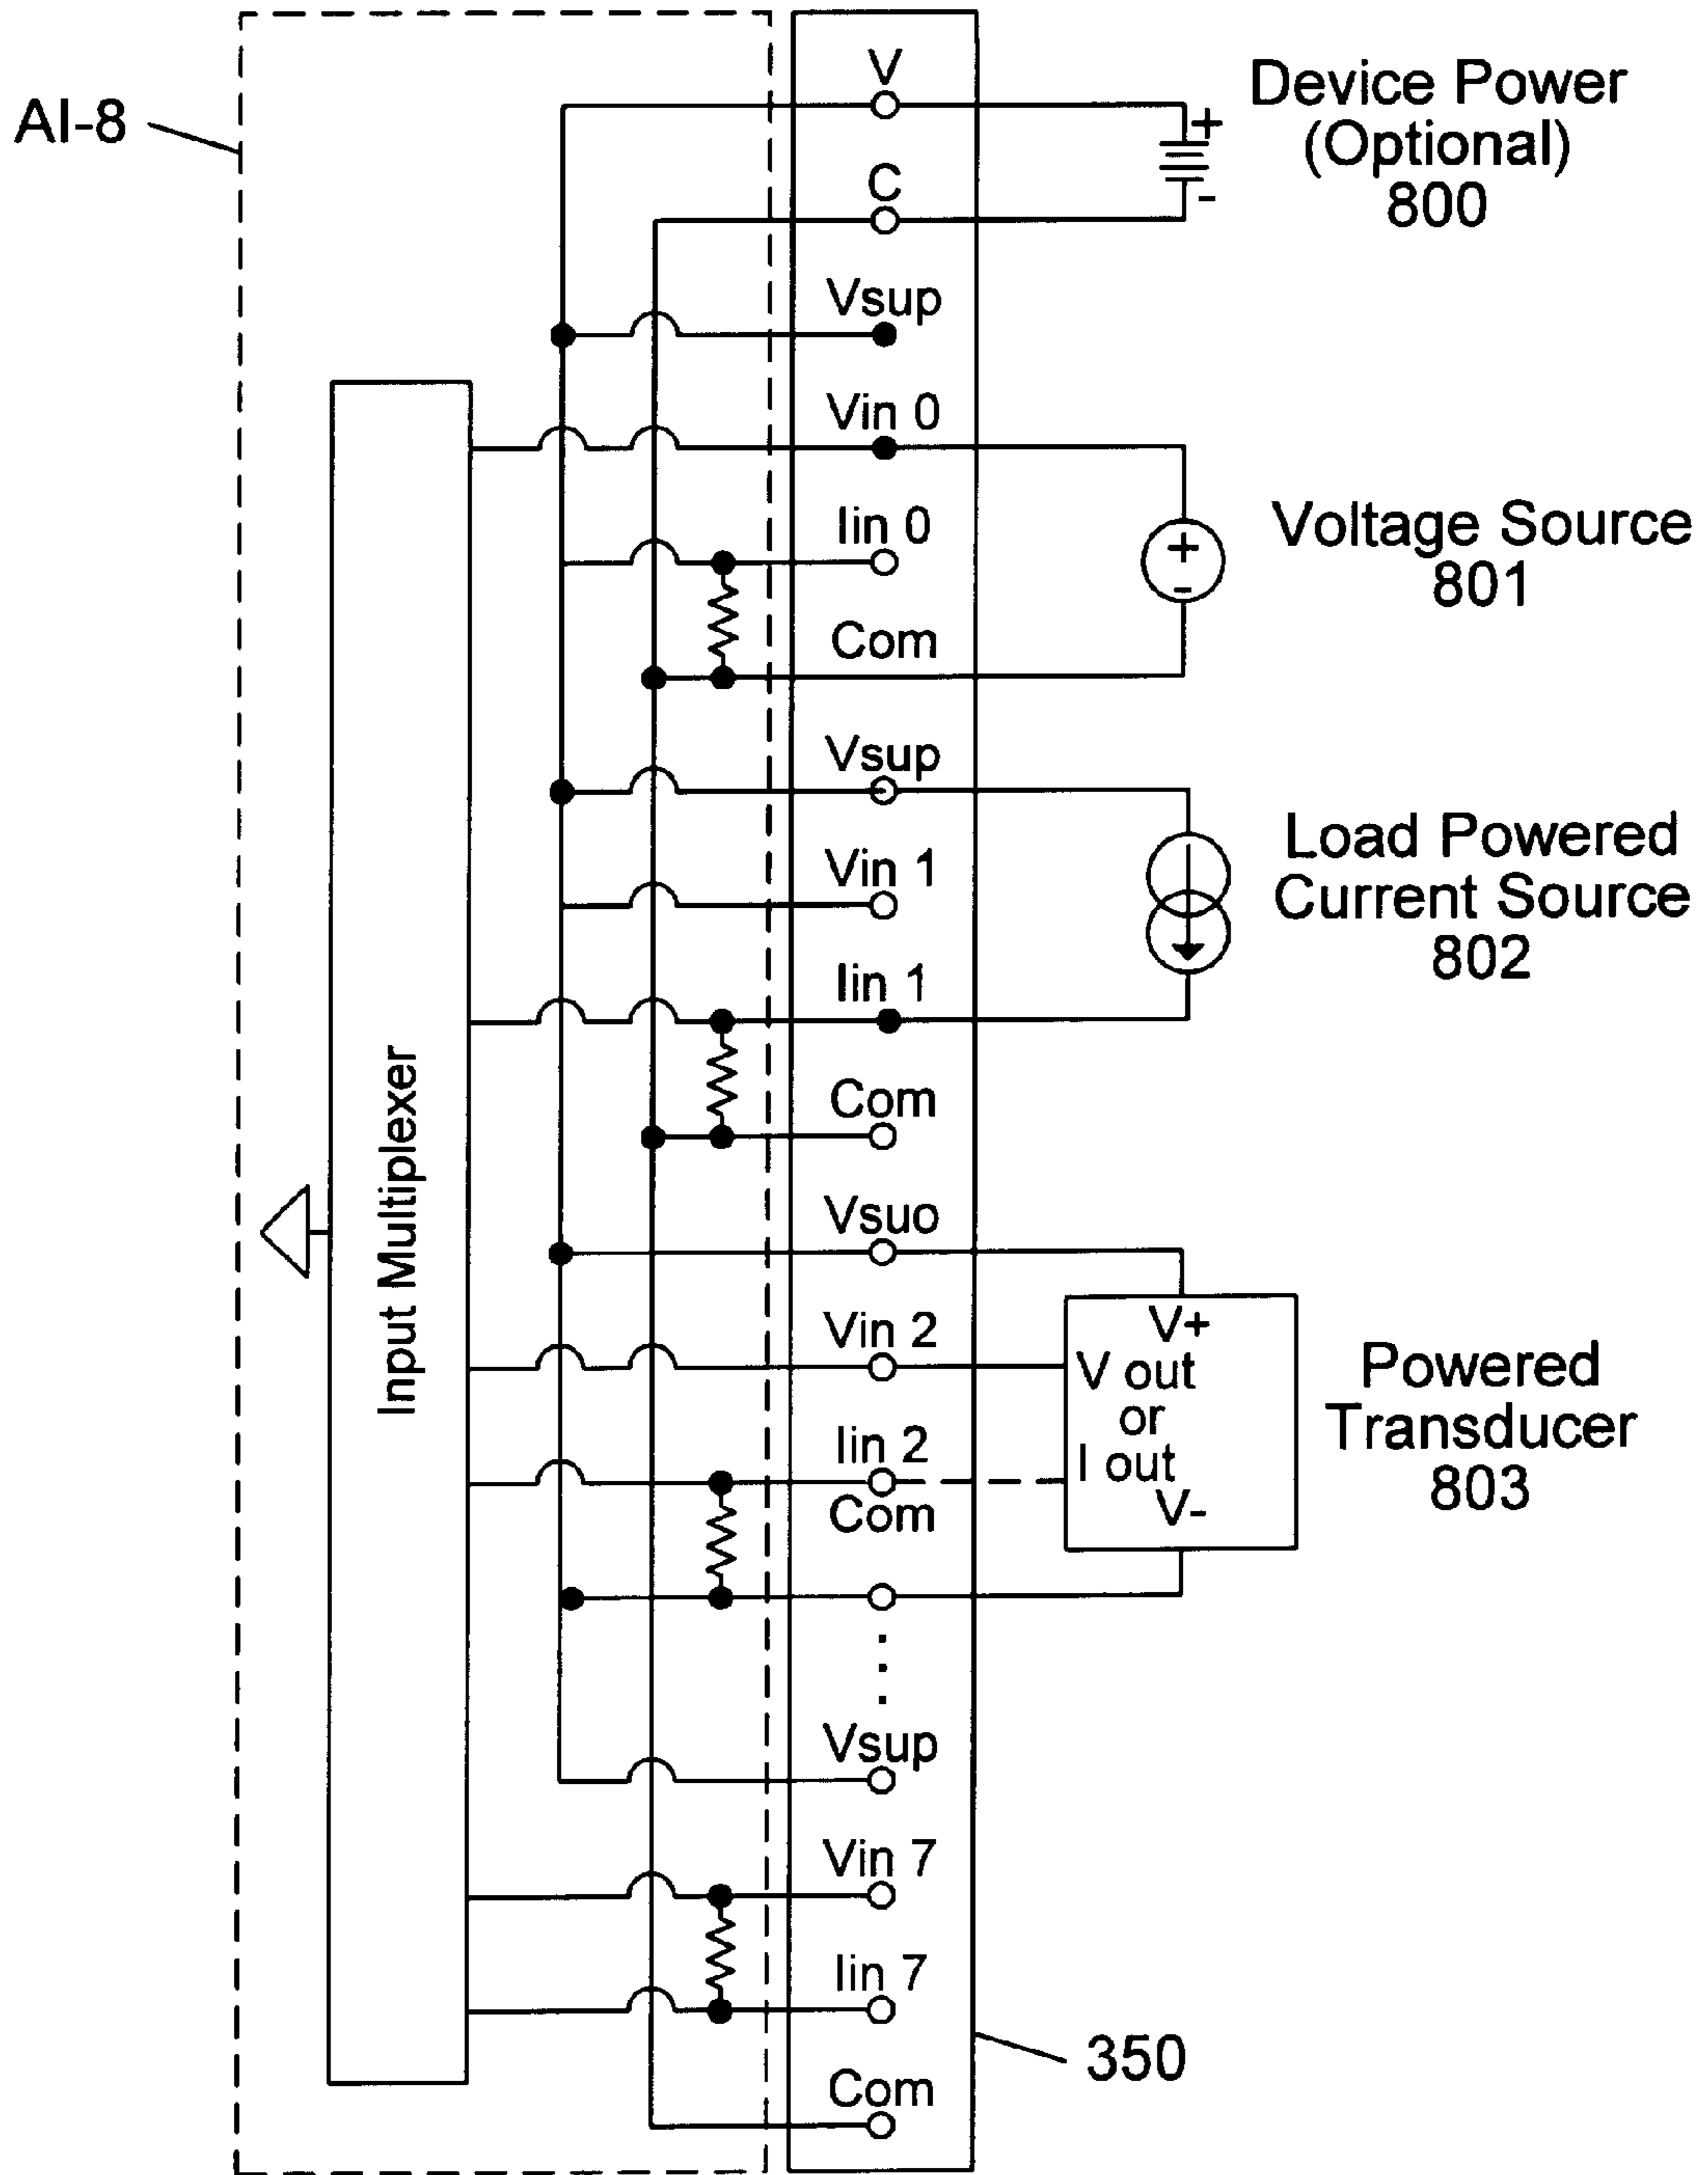 AI-8
V
Device Power
(Optional)
800
+
-
C
Vsup
Vin 0
Iin 0
Voltage Source
801
+
-
Com
Vsup
Load Powered
Current Source
802
Vin 1
Iin 1
Com
Input Multiplexer
Vsuo
Vin 2
V+
V out
or
I out
V-
Powered
Transducer
803
Iin 2
Com
Vsup
Vin 7
Iin 7
350
Com